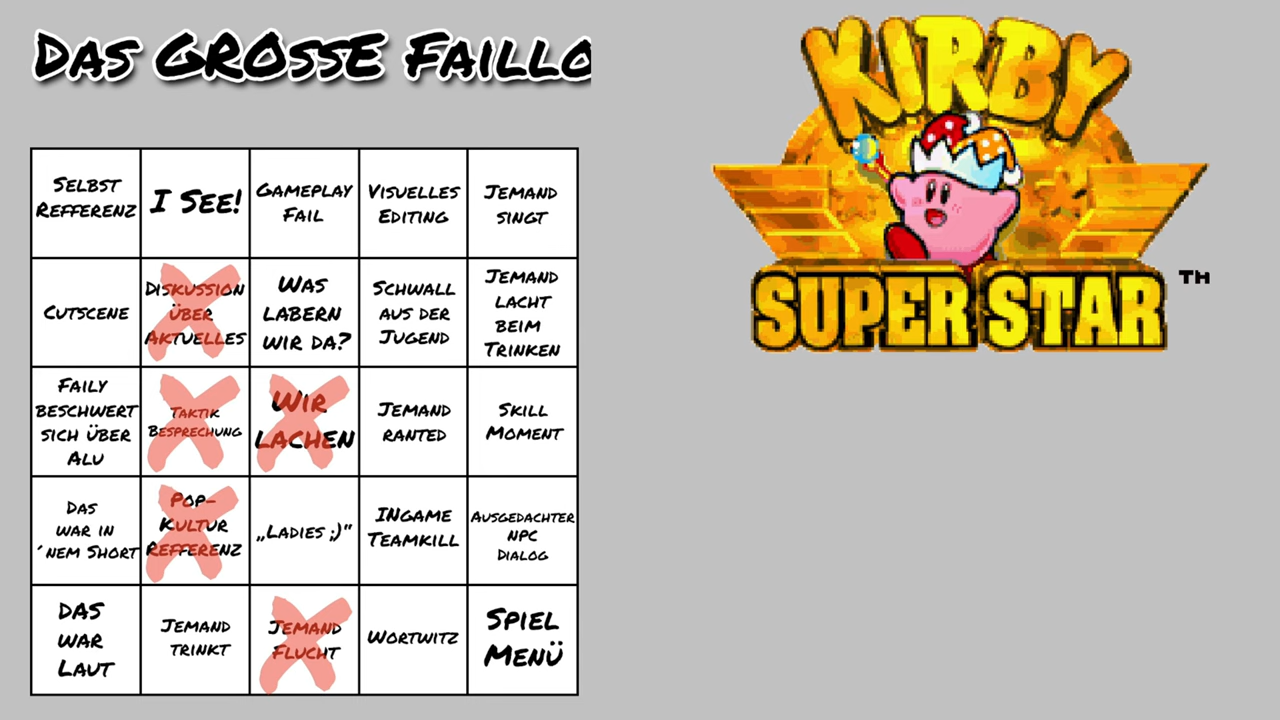 DAS GROSSE FAILLO
KIRBY
SUPER STAR TM
SELBST
REFFERENZ
I SEE!
GAMEPLAY
FAIL
VISUELLES
EDITING
JEMAND
SINGT
CUTSCENE
DISKUSSION
ÜBER
AKTUELLES
WAS
LABERN
WIR DA?
SCHWALL
AUS DER
JUGEND
JEMAND
LACHT
BEIM
TRINKEN
FAILY
BESCHWERT
SICH ÜBER
ALU
TAKTIK
BESPRECHUNG
WIR
LACHEN
JEMAND
RANTED
SKILL
MOMENT
DAS
WAR IN
´NEM SHORT
POP-
KULTUR
REFFERENZ
„LADIES ;)"
INGAME
TEAMKILL
AUSGEDACHTER
NPC
DIALOG
DAS
WAR
LAUT
JEMAND
TRINKT
JEMAND
FLUCHT
WORTWITZ
SPIEL
MENÜ